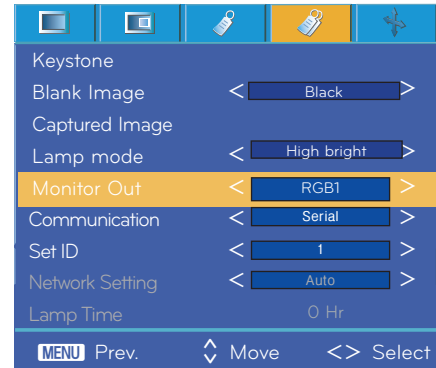 Keystone
Blank Image < Black >
Captured Image
Lamp mode < High bright >
Monitor Out < RGB1 >
Communication < Serial >
Set ID < 1 >
Network Setting < Auto >
Lamp Time 0 Hr
MENU Prev. Move <> Select